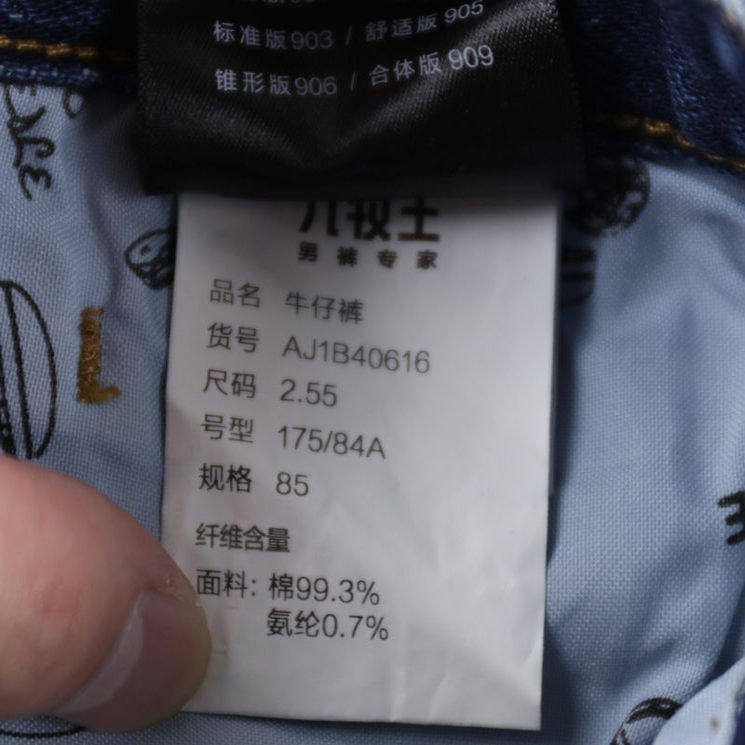 标准版903 / 舒适版905
锥形版906 / 合体版909
九牧王
男裤专家
品名 牛仔裤
货号 AJ1B40616
尺码 2.55
号型 175/84A
规格 85
纤维含量
面料: 棉99.3%
氨纶0.7%